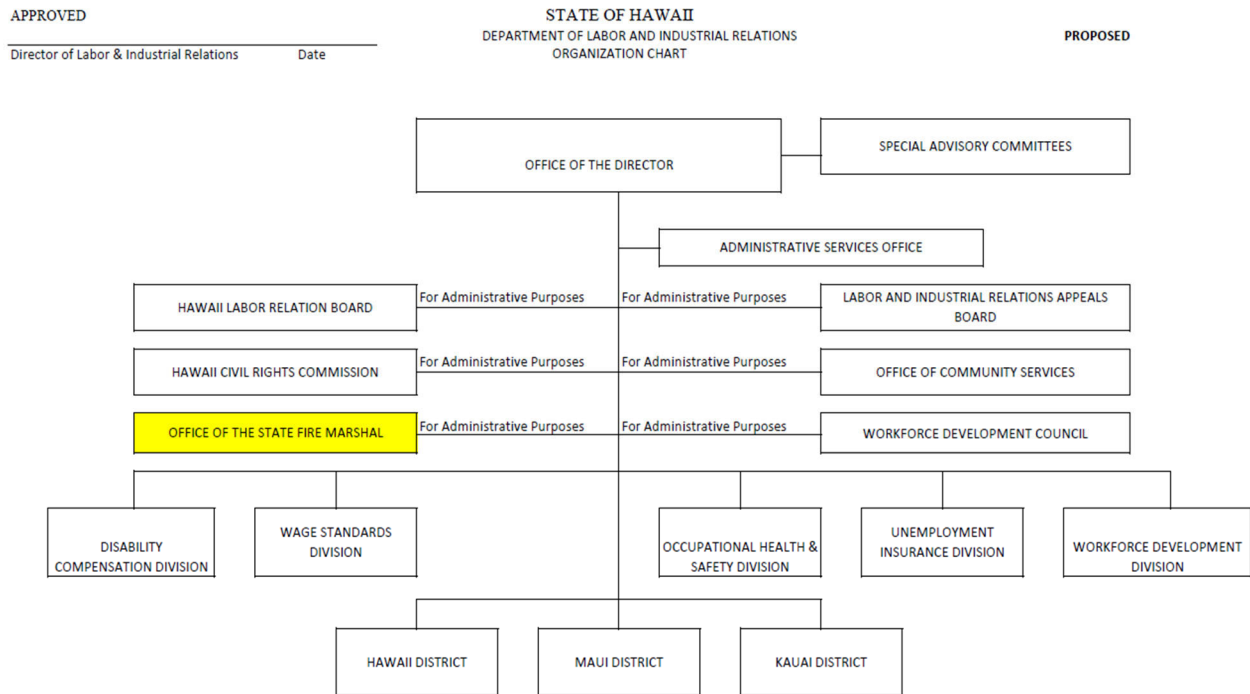 APPROVED
STATE OF HAWAII
DEPARTMENT OF LABOR AND INDUSTRIAL RELATIONS
ORGANIZATION CHART
PROPOSED
Director of Labor & Industrial Relations Date
OFFICE OF THE DIRECTOR
SPECIAL ADVISORY COMMITTEES
ADMINISTRATIVE SERVICES OFFICE
HAWAII LABOR RELATION BOARD
For Administrative Purposes
For Administrative Purposes
LABOR AND INDUSTRIAL RELATIONS APPEALS
BOARD
HAWAII CIVIL RIGHTS COMMISSION
For Administrative Purposes
For Administrative Purposes
OFFICE OF COMMUNITY SERVICES
OFFICE OF THE STATE FIRE MARSHAL
For Administrative Purposes
For Administrative Purposes
WORKFORCE DEVELOPMENT COUNCIL
DISABILITY
COMPENSATION DIVISION
WAGE STANDARDS
DIVISION
OCCUPATIONAL HEALTH &
SAFETY DIVISION
UNEMPLOYMENT
INSURANCE DIVISION
WORKFORCE DEVELOPMENT
DIVISION
HAWAII DISTRICT
MAUI DISTRICT
KAUAI DISTRICT